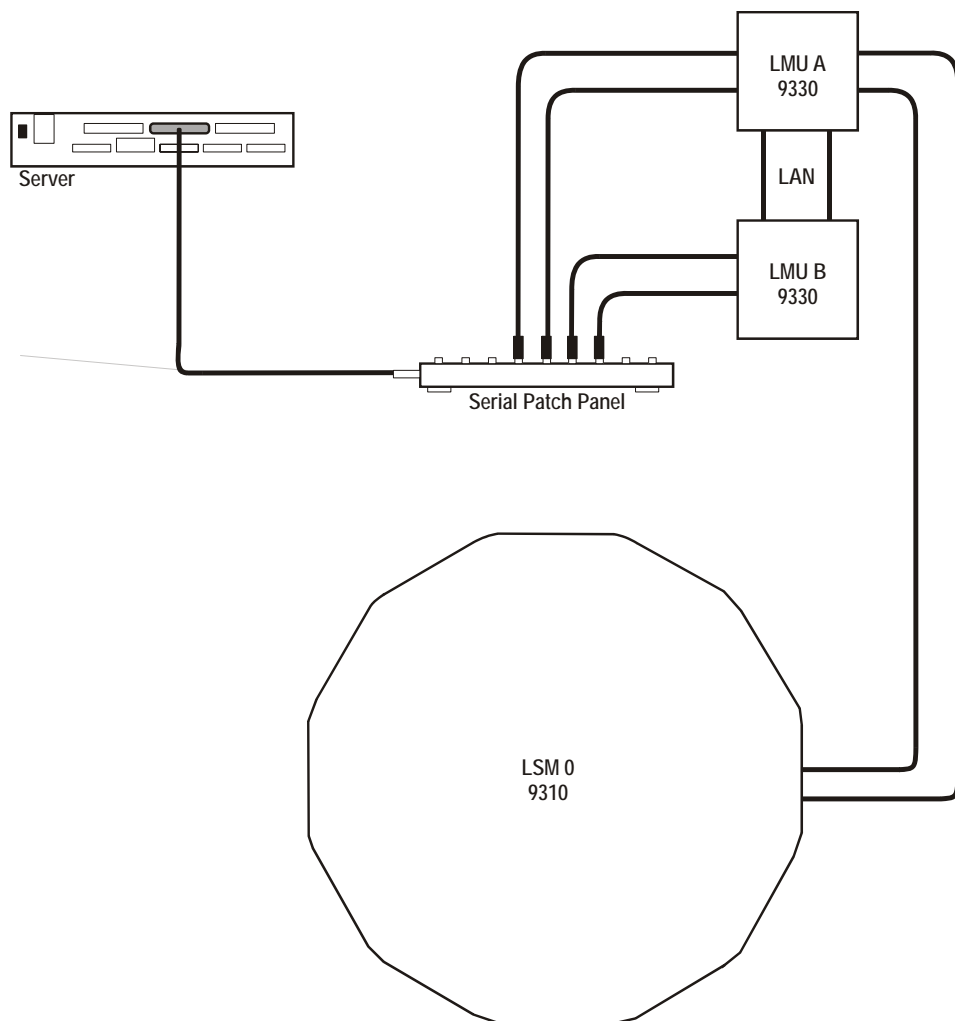 LMU A
9330
Server
LAN
LMU B
9330
Serial Patch Panel
LSM 0
9310